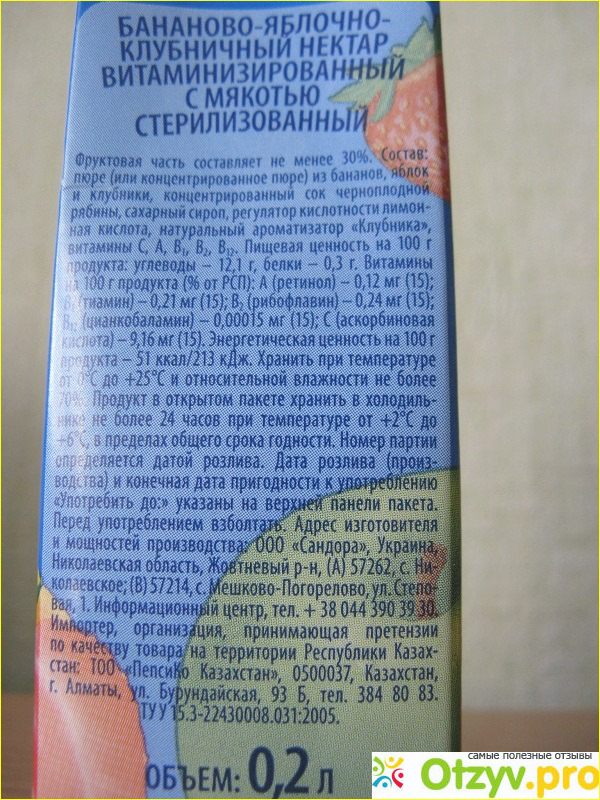 БАНАНОВО-ЯБЛОЧНО-
КЛУБНИЧНЫЙ НЕКТАР
ВИТАМИНИЗИРОВАННЫЙ
С МЯКОТЬЮ
СТЕРИЛИЗОВАННЫЙ
Фруктовая часть составляет не менее 30%. Состав:
пюре (или концентрированное пюре) из бананов, яблок
и клубники, концентрированный сок черноплодной
рябины, сахарный сироп, регулятор кислотности лимон-
ная кислота, натуральный ароматизатор «Клубника»,
витамины С, А, В₁, В₂, В₁₂. Пищевая ценность на 100 г
продукта: углеводы – 12,1 г, белки – 0,3 г. Витамины
на 100 г продукта (% от РСП): А (ретинол) – 0,12 мг (15);
В₁ (тиамин) – 0,21 мг (15); В₂ (рибофлавин) – 0,24 мг (15);
В₁₂ (цианкобаламин) – 0,00015 мг (15); С (аскорбиновая
кислота) – 9,16 мг (15). Энергетическая ценность на 100 г
продукта – 51 ккал/213 кДж. Хранить при температуре
от 0°С до +25°С и относительной влажности не более
70%. Продукт в открытом пакете хранить в холодиль-
нике не более 24 часов при температуре от +2°С до
+6°С, в пределах общего срока годности. Номер партии
определяется датой розлива. Дата розлива (произ-
водства) и конечная дата пригодности к употреблению
«Употребить до:» указаны на верхней панели пакета.
Перед употреблением взболтать. Адрес изготовителя
и мощностей производства: ООО «Сандора», Украина,
Николаевская область, Жовтневый р-н, (А) 57262, с. Ни-
колаевское; (В) 57214, с. Мешково-Погорелово, ул. Степо-
вая, 1. Информационный центр, тел. + 38 044 390 39 30.
Импортер, организация, принимающая претензии
по качеству товара на территории Республики Казах-
стан: ТОО «ПепсиКо Казахстан», 0500037, Казахстан,
г. Алматы, ул. Бурундайская, 93 Б, тел. 384 80 83.
ТУ У 15.3-22430008.031:2005.
ОБЪЕМ: 0,2 л
самые полезные отзывы
Otzyv.pro